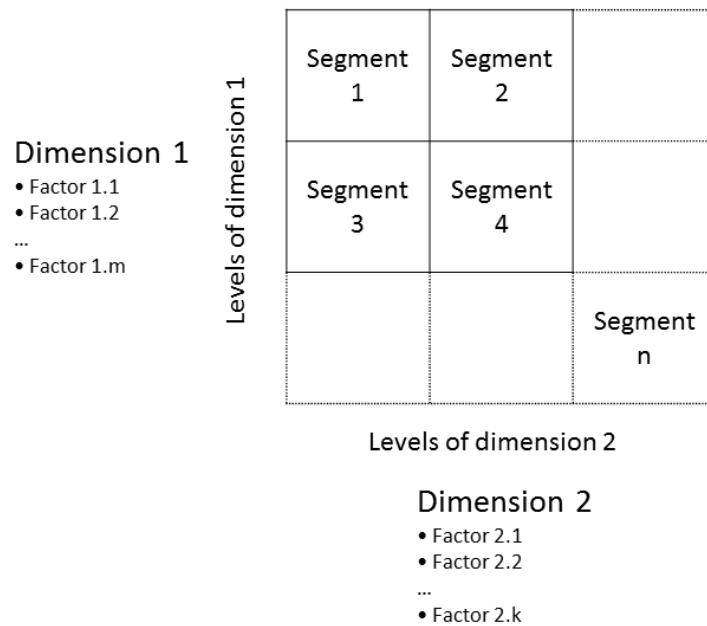 Segment
1
Segment
2
Levels of dimension 1
Dimension 1
• Factor 1.1
• Factor 1.2
...
• Factor 1.m
Segment
3
Segment
4
Segment
n
Levels of dimension 2
Dimension 2
• Factor 2.1
• Factor 2.2
...
• Factor 2.k